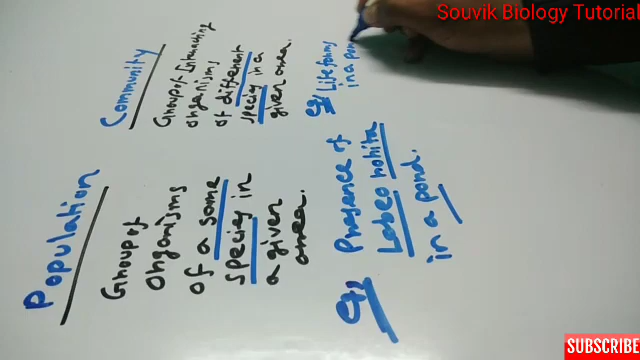 Souvik Biology Tutorial
Community
Group of Interacting
organisms
of different
species in a
given area.
Eg) Life forms
in a pon
Population
Group of
organisms
of a same
species in
a given
area.
Eg) Presence of
Labeo rohita
in a pond.
SUBSCRIBE